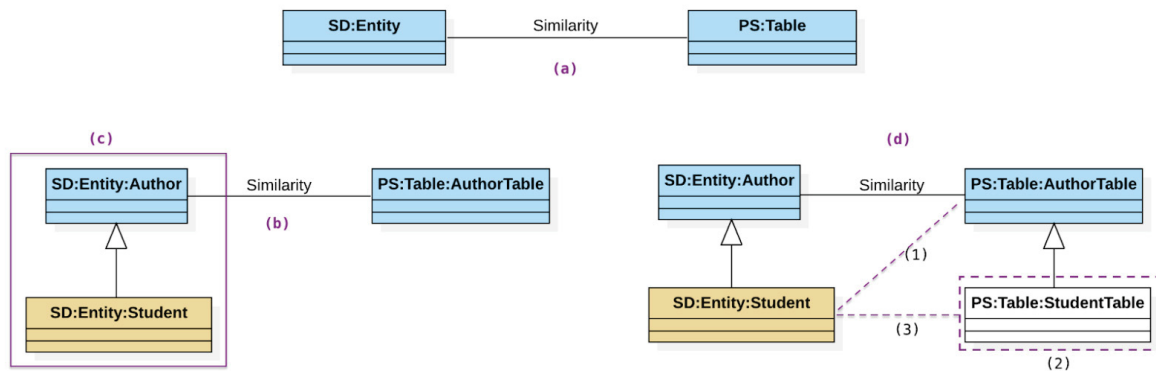 SD:Entity
Similarity
PS:Table
(a)
(c)
(d)
SD:Entity:Author
Similarity
PS:Table:AuthorTable
(b)
SD:Entity:Student
SD:Entity:Author
Similarity
PS:Table:AuthorTable
(1)
SD:Entity:Student
(3)
PS:Table:StudentTable
(2)